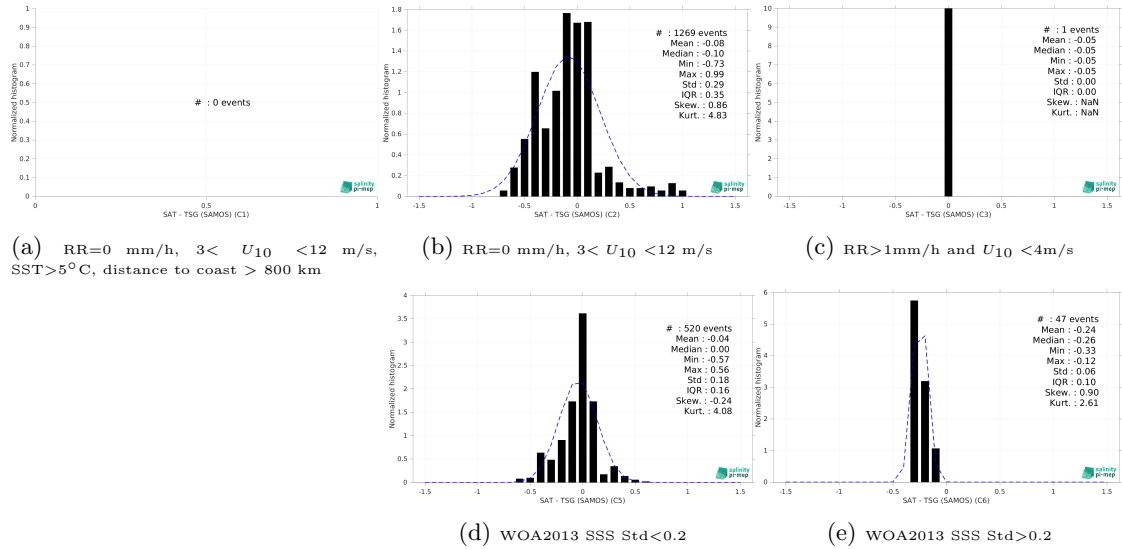 Normalized histogram
1
0.9
0.8
0.7
0.6
0.5
0.4
0.3
0.2
0.1
0
# : 0 events
salinity
pi-mep
0
0.5
1
SAT - TSG (SAMOS) (C1)
(a) RR=0 mm/h, 3< U10 <12 m/s,
SST>5°C, distance to coast > 800 km
Normalized histogram
1.8
1.6
1.4
1.2
1
0.8
0.6
0.4
0.2
0
# : 1269 events
Mean : -0.08
Median : -0.10
Min : -0.73
Max : 0.99
Std : 0.29
IQR : 0.35
Skew. : 0.86
Kurt. : 4.83
salinity
pi-mep
-1.5
-1
-0.5
0
0.5
1
1.5
SAT - TSG (SAMOS) (C2)
(b) RR=0 mm/h, 3< U10 <12 m/s
Normalized histogram
10
9
8
7
6
5
4
3
2
1
0
# : 1 events
Mean : -0.05
Median : -0.05
Min : -0.05
Max : -0.05
Std : 0.00
IQR : 0.00
Skew. : NaN
Kurt. : NaN
salinity
pi-mep
-1.5
-1
-0.5
0
0.5
1
1.5
SAT - TSG (SAMOS) (C3)
(c) RR>1mm/h and U10 <4m/s
Normalized histogram
4
3.5
3
2.5
2
1.5
1
0.5
0
# : 520 events
Mean : -0.04
Median : 0.00
Min : -0.57
Max : 0.56
Std : 0.18
IQR : 0.16
Skew. : -0.24
Kurt. : 4.08
salinity
pi-mep
-1.5
-1
-0.5
0
0.5
1
1.5
SAT - TSG (SAMOS) (C5)
(d) WOA2013 SSS Std<0.2
Normalized histogram
6
5
4
3
2
1
0
# : 47 events
Mean : -0.24
Median : -0.26
Min : -0.33
Max : -0.12
Std : 0.06
IQR : 0.10
Skew. : 0.90
Kurt. : 2.61
salinity
pi-mep
-1.5
-1
-0.5
0
0.5
1
1.5
SAT - TSG (SAMOS) (C6)
(e) WOA2013 SSS Std>0.2